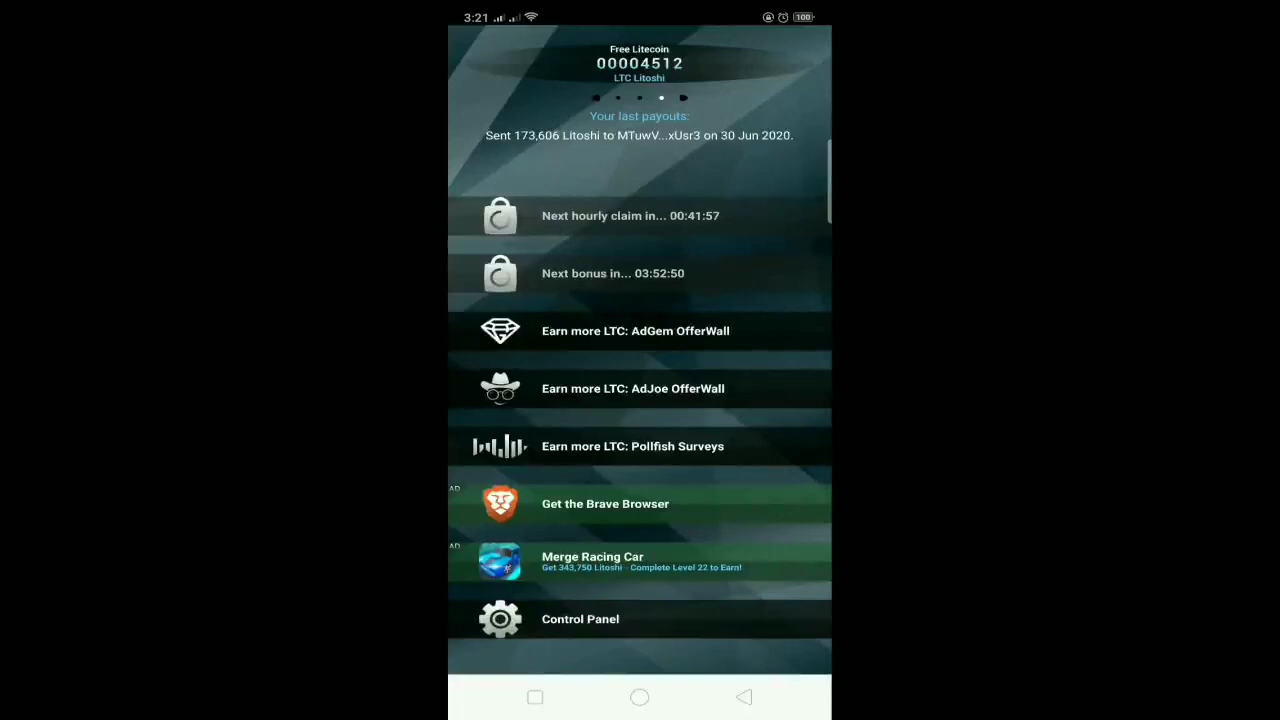 3:21
100
Free Litecoin
00004512
LTC Litoshi
Your last payouts:
Sent 173,606 Litoshi to MTuwV...xUsr3 on 30 Jun 2020.
Next hourly claim in... 00:41:57
Next bonus in... 03:52:50
Earn more LTC: AdGem OfferWall
Earn more LTC: AdJoe OfferWall
Earn more LTC: Pollfish Surveys
AD
Get the Brave Browser
AD
Merge Racing Car
Get 343,750 Litoshi - Complete Level 22 to Earn!
Control Panel